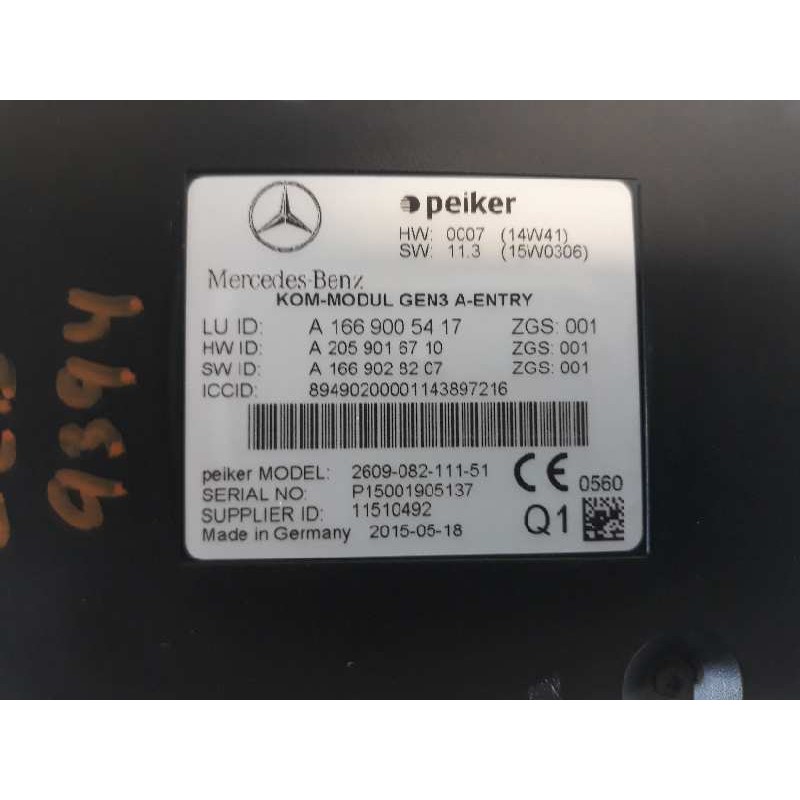 peiker
HW: 0007 (14W41)
SW: 11.3 (15W0306)
Mercedes-Benz
KOM-MODUL GEN3 A-ENTRY
LU ID: A 166 900 54 17 ZGS: 001
HW ID: A 205 901 67 10 ZGS: 001
SW ID: A 166 902 82 07 ZGS: 001
ICCID: 89490200001143897216
peiker MODEL: 2609-082-111-51
SERIAL NO: P15001905137
SUPPLIER ID: 11510492
Made in Germany 2015-05-18
CE 0560
Q1
9394